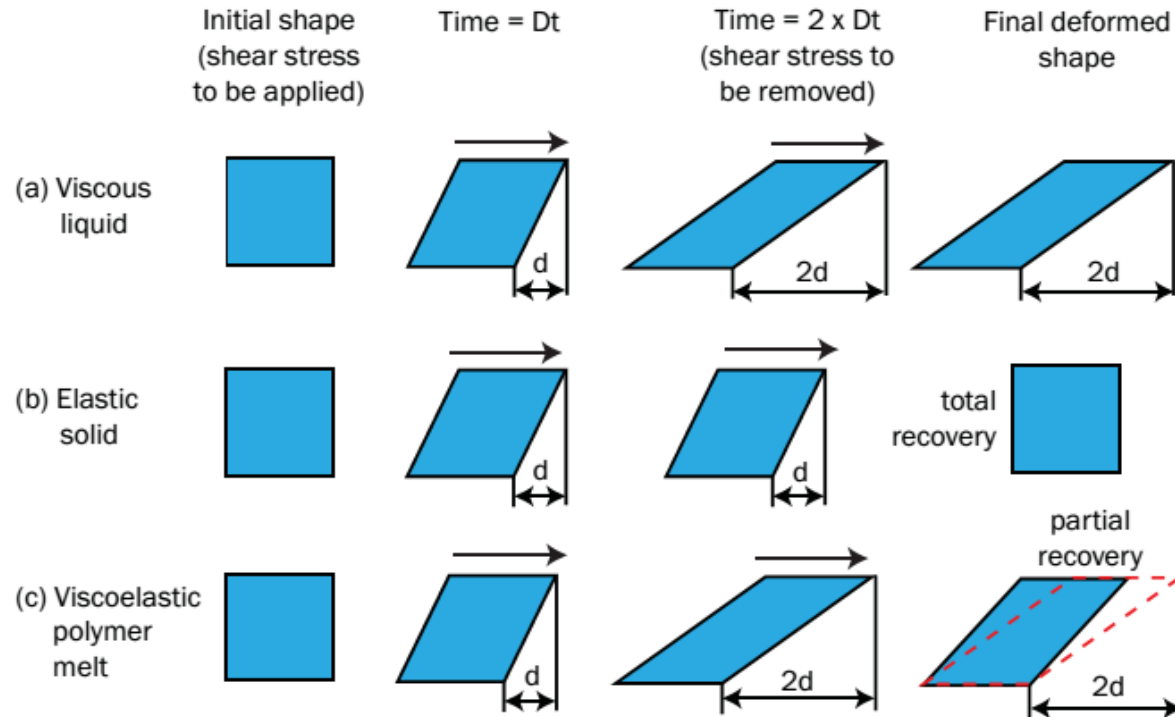 Initial shape
(shear stress
to be applied)
Time = Dt
Time = 2 x Dt
(shear stress to
be removed)
Final deformed
shape
(a) Viscous
liquid
d
2d
2d
(b) Elastic
solid
d
d
total
recovery
(c) Viscoelastic
polymer
melt
d
2d
partial
recovery
2d